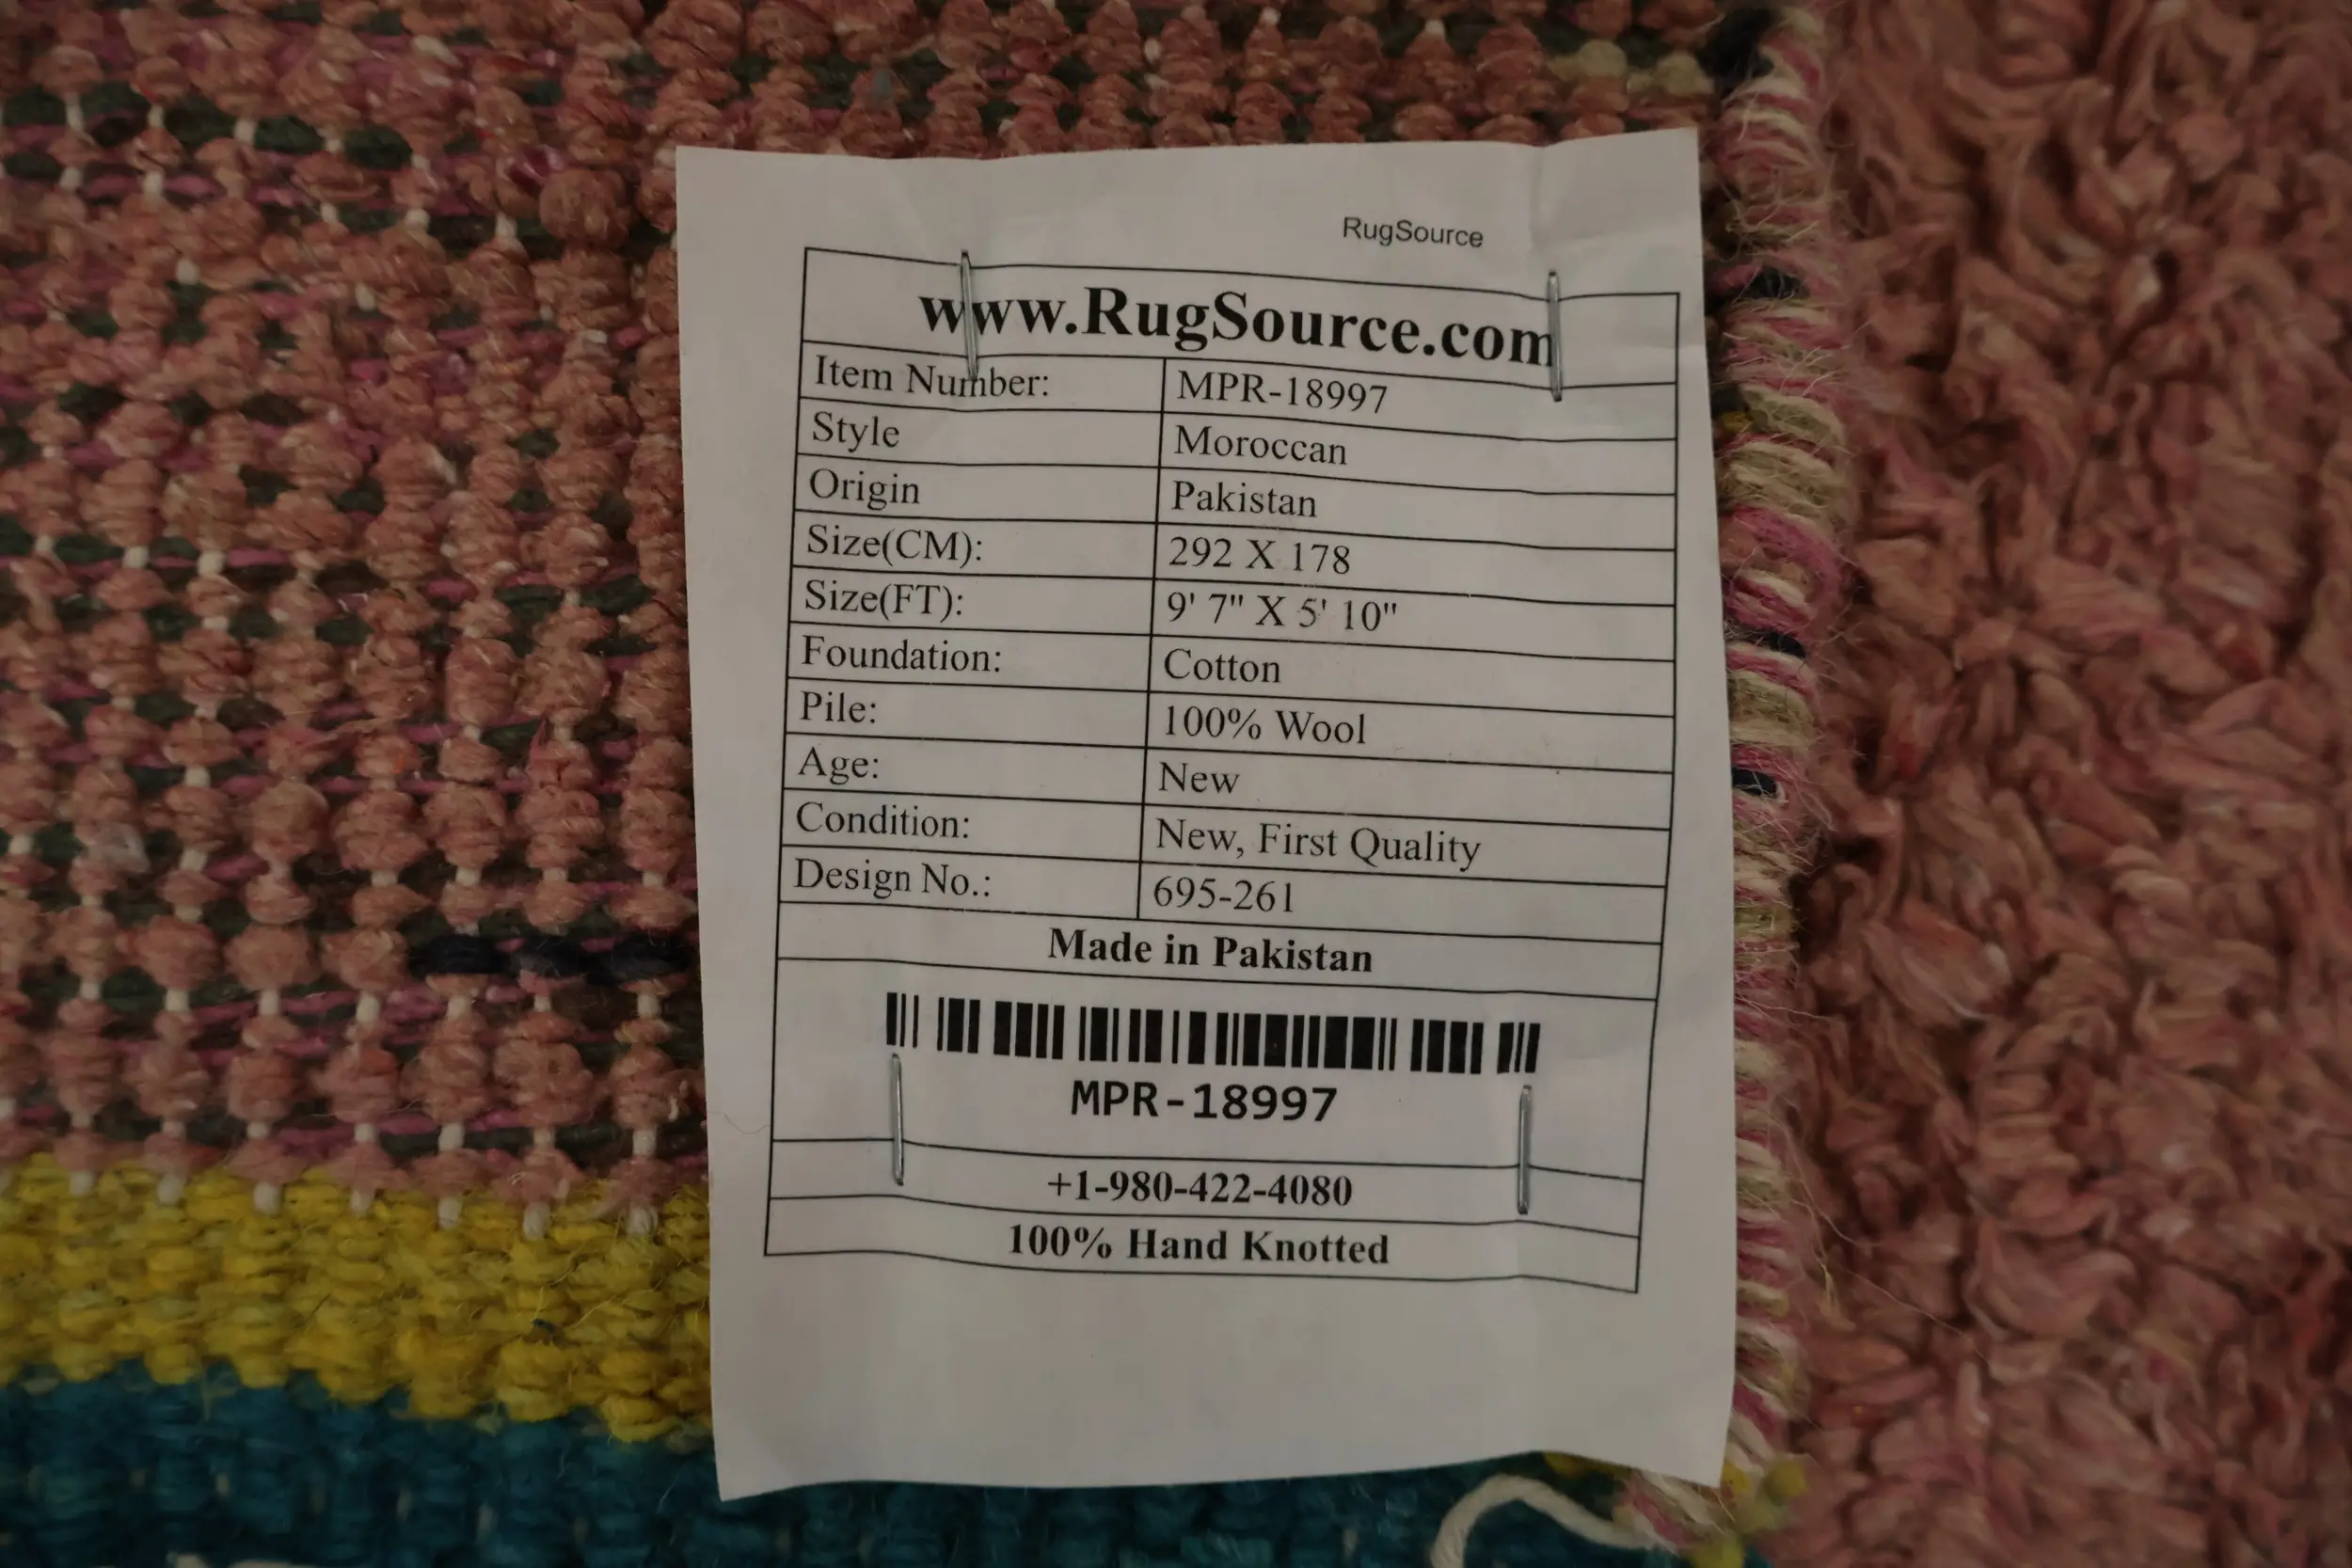 RugSource
www.RugSource.com
Item Number: MPR-18997
Style Moroccan
Origin Pakistan
Size(CM): 292 X 178
Size(FT): 9' 7" X 5' 10"
Foundation: Cotton
Pile: 100% Wool
Age: New
Condition: New, First Quality
Design No.: 695-261
Made in Pakistan
MPR-18997
+1-980-422-4080
100% Hand Knotted